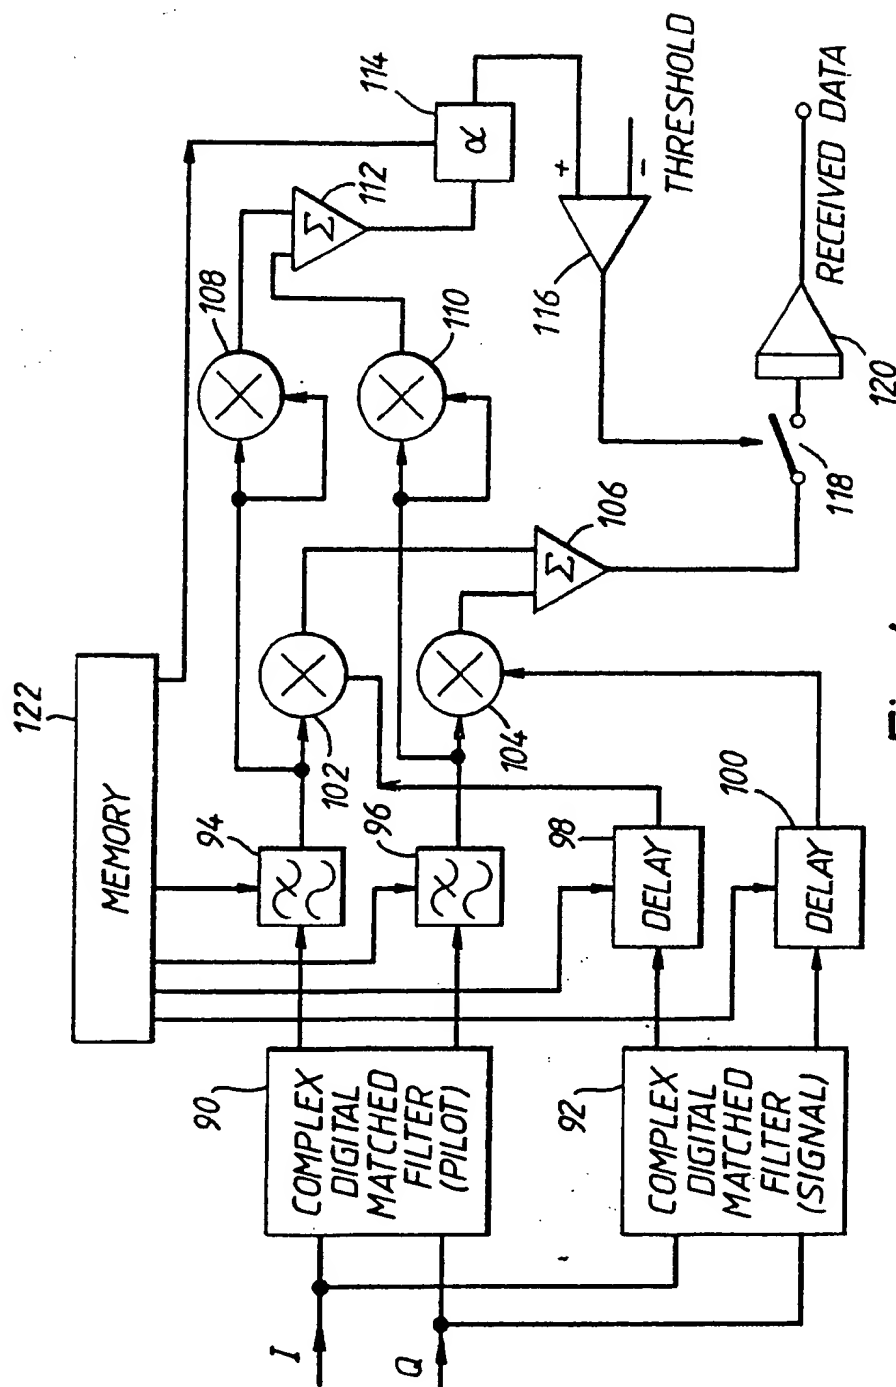 122
MEMORY
I
Q
90
COMPLEX
DIGITAL
MATCHED
FILTER
(PILOT)
92
COMPLEX
DIGITAL
MATCHED
FILTER
(SIGNAL)
94
96
98
DELAY
100
DELAY
102
104
Σ
106
108
110
Σ
112
α
114
+
−
THRESHOLD
116
118
120
RECEIVED DATA